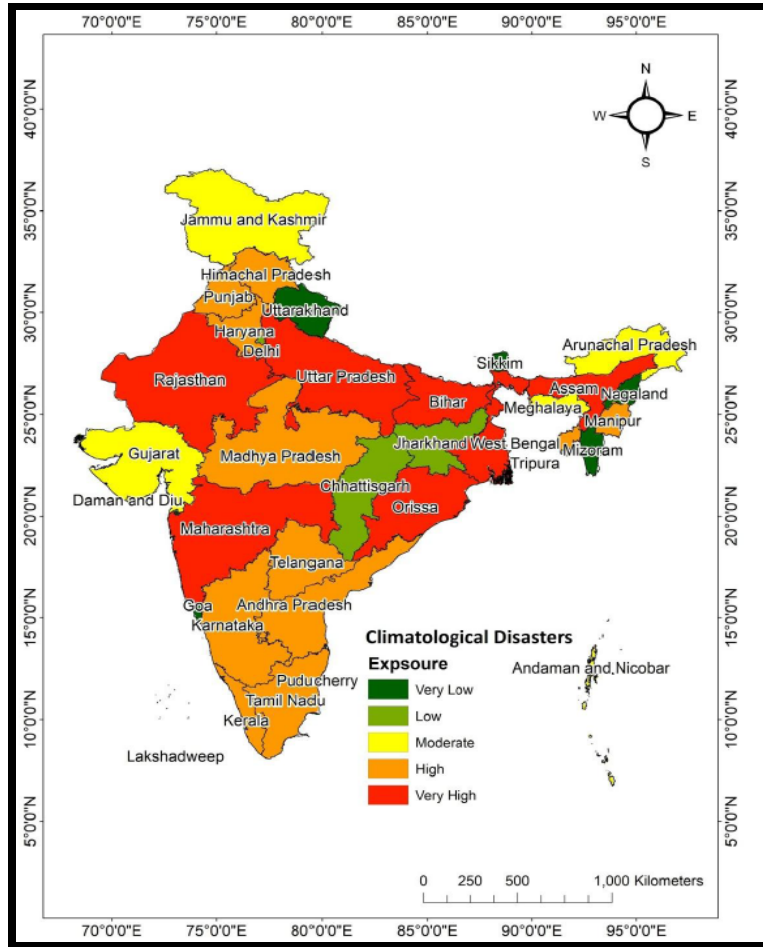 70°0'0"E 75°0'0"E 80°0'0"E 85°0'0"E 90°0'0"E 95°0'0"E
40°0'0"N 40°0'0"N
35°0'0"N 35°0'0"N
30°0'0"N 30°0'0"N
25°0'0"N 25°0'0"N
20°0'0"N 20°0'0"N
15°0'0"N 15°0'0"N
10°0'0"N 10°0'0"N
5°0'0"N 5°0'0"N
N
W E
S
Jammu and Kashmir
Himachal Pradesh
Punjab
Uttarakhand
Haryana
Delhi
Arunachal Pradesh
Sikkim
Rajasthan
Uttar Pradesh
Assam
Nagaland
Bihar
Meghalaya
Manipur
Gujarat
Madhya Pradesh
Jharkhand
West Bengal
Mizoram
Tripura
Chhattisgarh
Daman and Diu
Orissa
Maharashtra
Telangana
Goa
Andhra Pradesh
Karnataka
Puducherry
Tamil Nadu
Kerala
Lakshadweep
Andaman and Nicobar
Climatological Disasters
Expsoure
Very Low
Low
Moderate
High
Very High
0 250 500 1,000 Kilometers
70°0'0"E 75°0'0"E 80°0'0"E 85°0'0"E 90°0'0"E 95°0'0"E